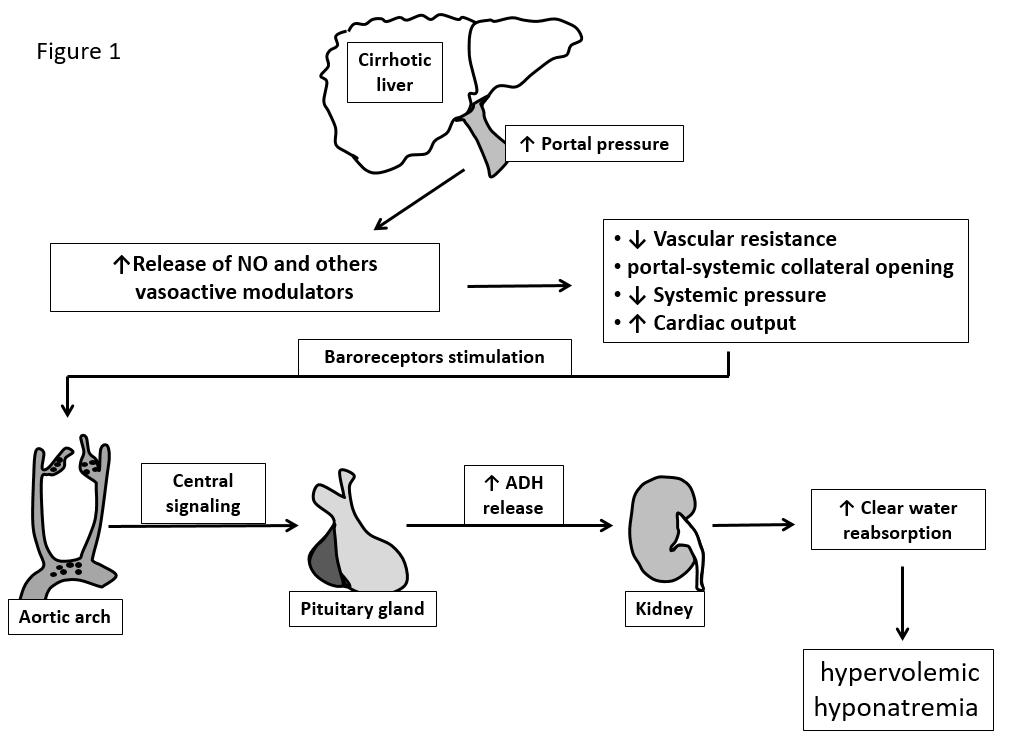 Figure 1
Cirrhotic
liver
↑ Portal pressure
↑Release of NO and others
vasoactive modulators
• ↓ Vascular resistance
• portal-systemic collateral opening
• ↓ Systemic pressure
• ↑ Cardiac output
Baroreceptors stimulation
Central
signaling
↑ ADH
release
↑ Clear water
reabsorption
Aortic arch
Pituitary gland
Kidney
hypervolemic
hyponatremia